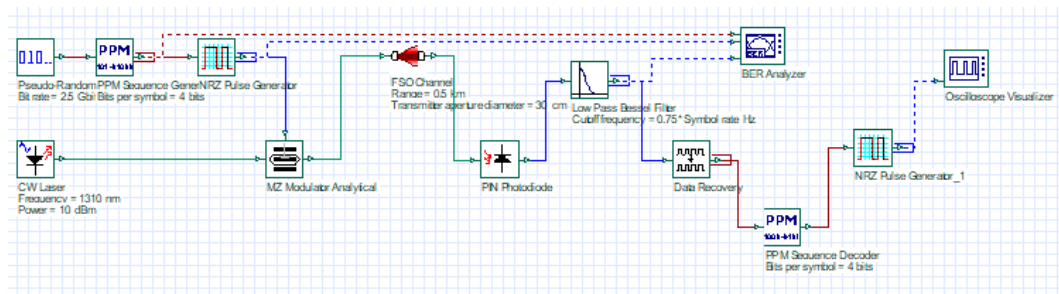 010...
PPM
Pseudo-Random PPM Sequence Gener NRZ Pulse Generator
Bit rate = 2.5 Gbi Bits per symbol = 4 bits
FSO Channel
Range = 0.5 km
Transmitter aperture diameter = 30 cm
Low Pass Bessel Filter
Cutoff frequency = 0.75 * Symbol rate Hz
BER
BER Analyzer
Oscilloscope Visualizer
CW Laser
Frequency = 1310 nm
Power = 10 dBm
MZ Modulator Analytical
PIN Photodiode
Data Recovery
NRZ Pulse Generator_1
PPM
PPM Sequence Decoder
Bits per symbol = 4 bits